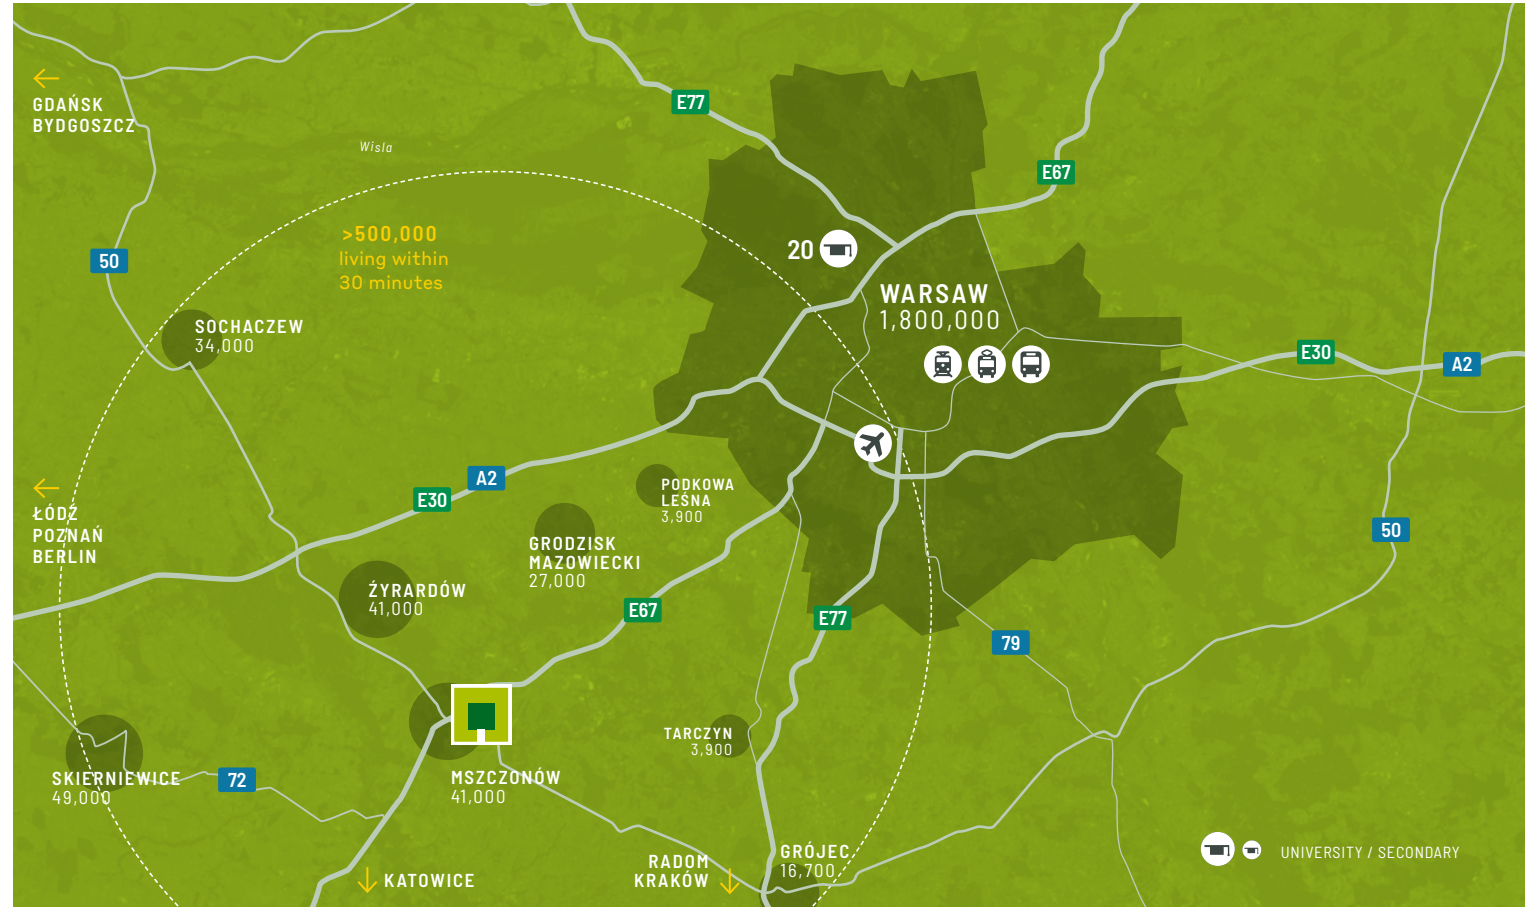 GDAŃSK
BYDGOSZCZ
Wisla
E77
E67
>500,000
living within
30 minutes
50
20
WARSAW
1,800,000
SOCHACZEW
34,000
E30
A2
A2
E30
PODKOWA
LEŚNA
3,900
ŁÓDŹ
POZNAŃ
BERLIN
GRODZISK
MAZOWIECKI
27,000
50
ŻYRARDÓW
41,000
E67
E77
79
TARCZYN
3,900
SKIERNIEWICE
49,000
72
MSZCZONÓW
41,000
KATOWICE
RADOM
KRAKÓW
GRÓJEC
16,700
UNIVERSITY / SECONDARY